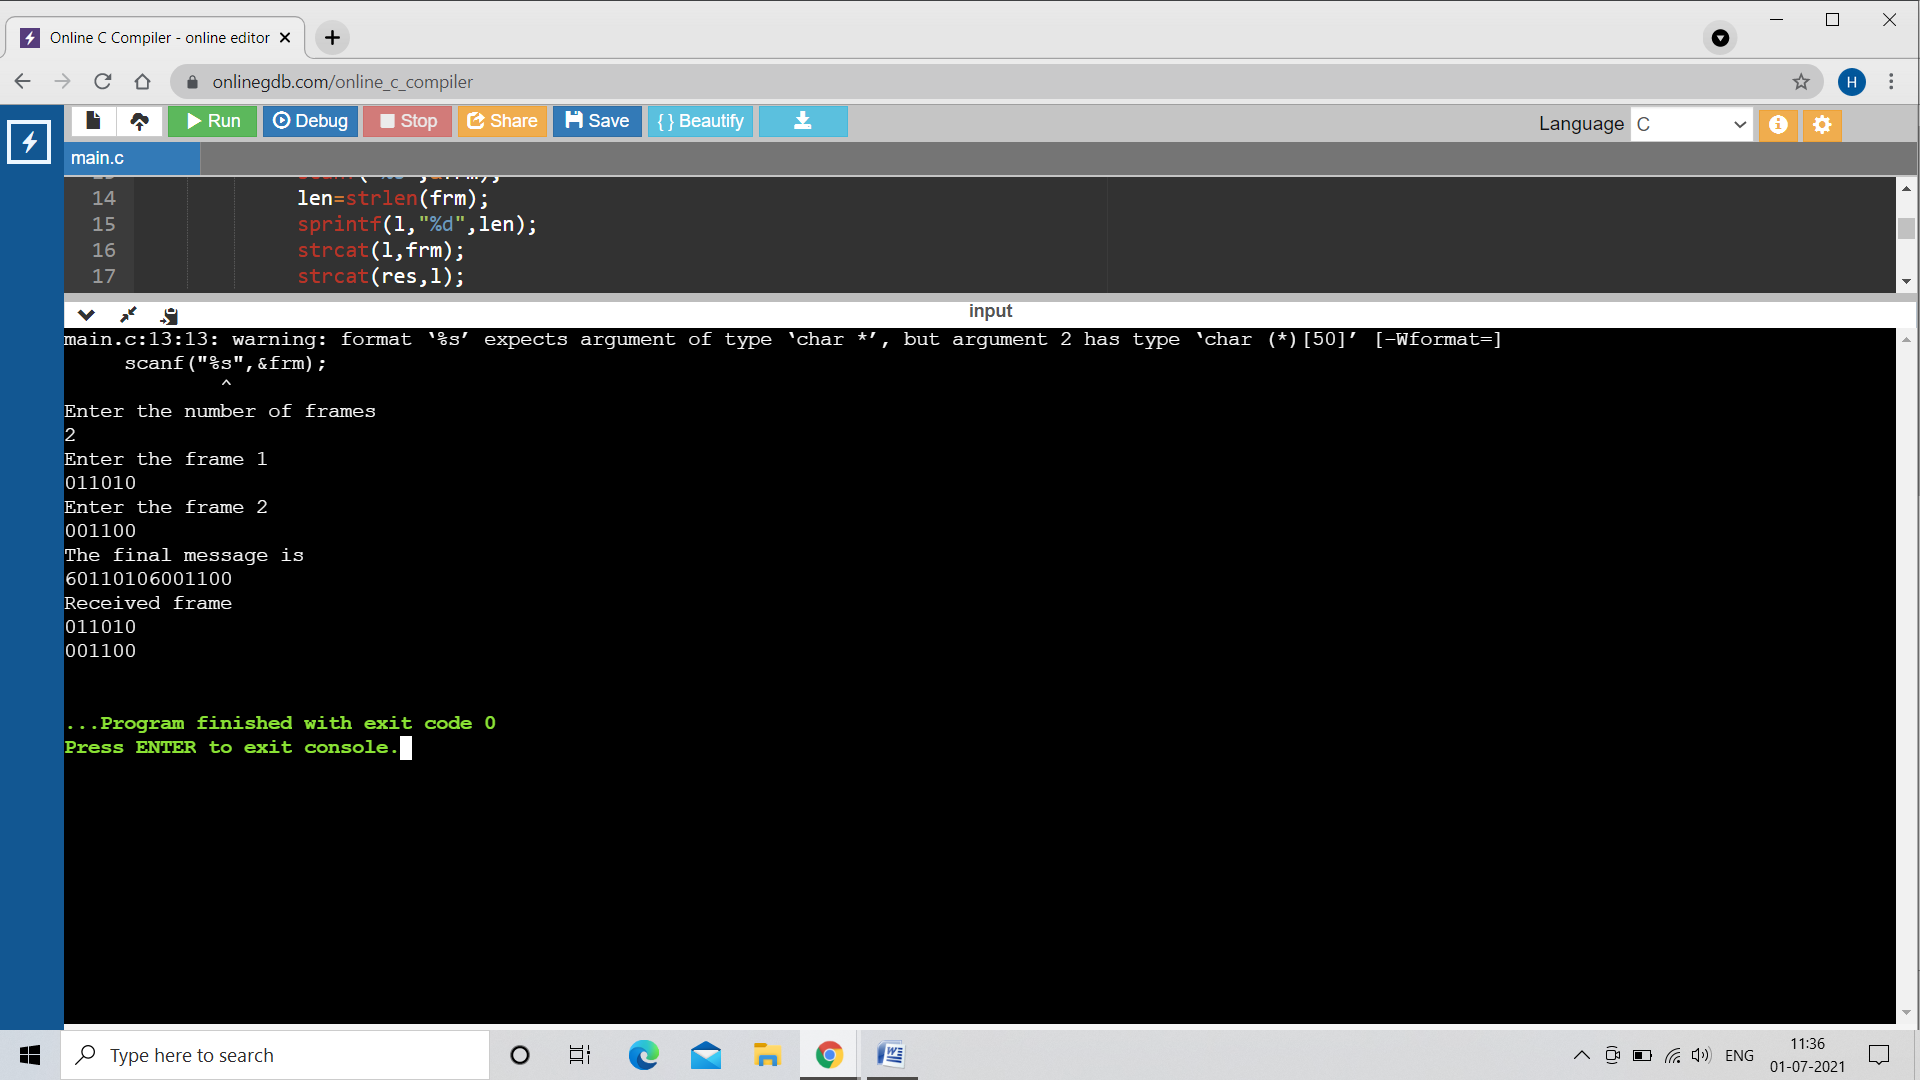 Online C Compiler - online editor
onlinegdb.com/online_c_compiler
H
Run Debug Stop Share Save { } Beautify
Language C
main.c
14 len=strlen(frm);
15 sprintf(l,"%d",len);
16 strcat(l,frm);
17 strcat(res,l);
input
main.c:13:13: warning: format ‘%s’ expects argument of type ‘char *’, but argument 2 has type ‘char (*)[50]’ [-Wformat=]
scanf("%s",&frm);
^
Enter the number of frames
2
Enter the frame 1
011010
Enter the frame 2
001100
The final message is
60110106001100
Received frame
011010
001100
...Program finished with exit code 0
Press ENTER to exit console.
Type here to search
ENG
11:36
01-07-2021